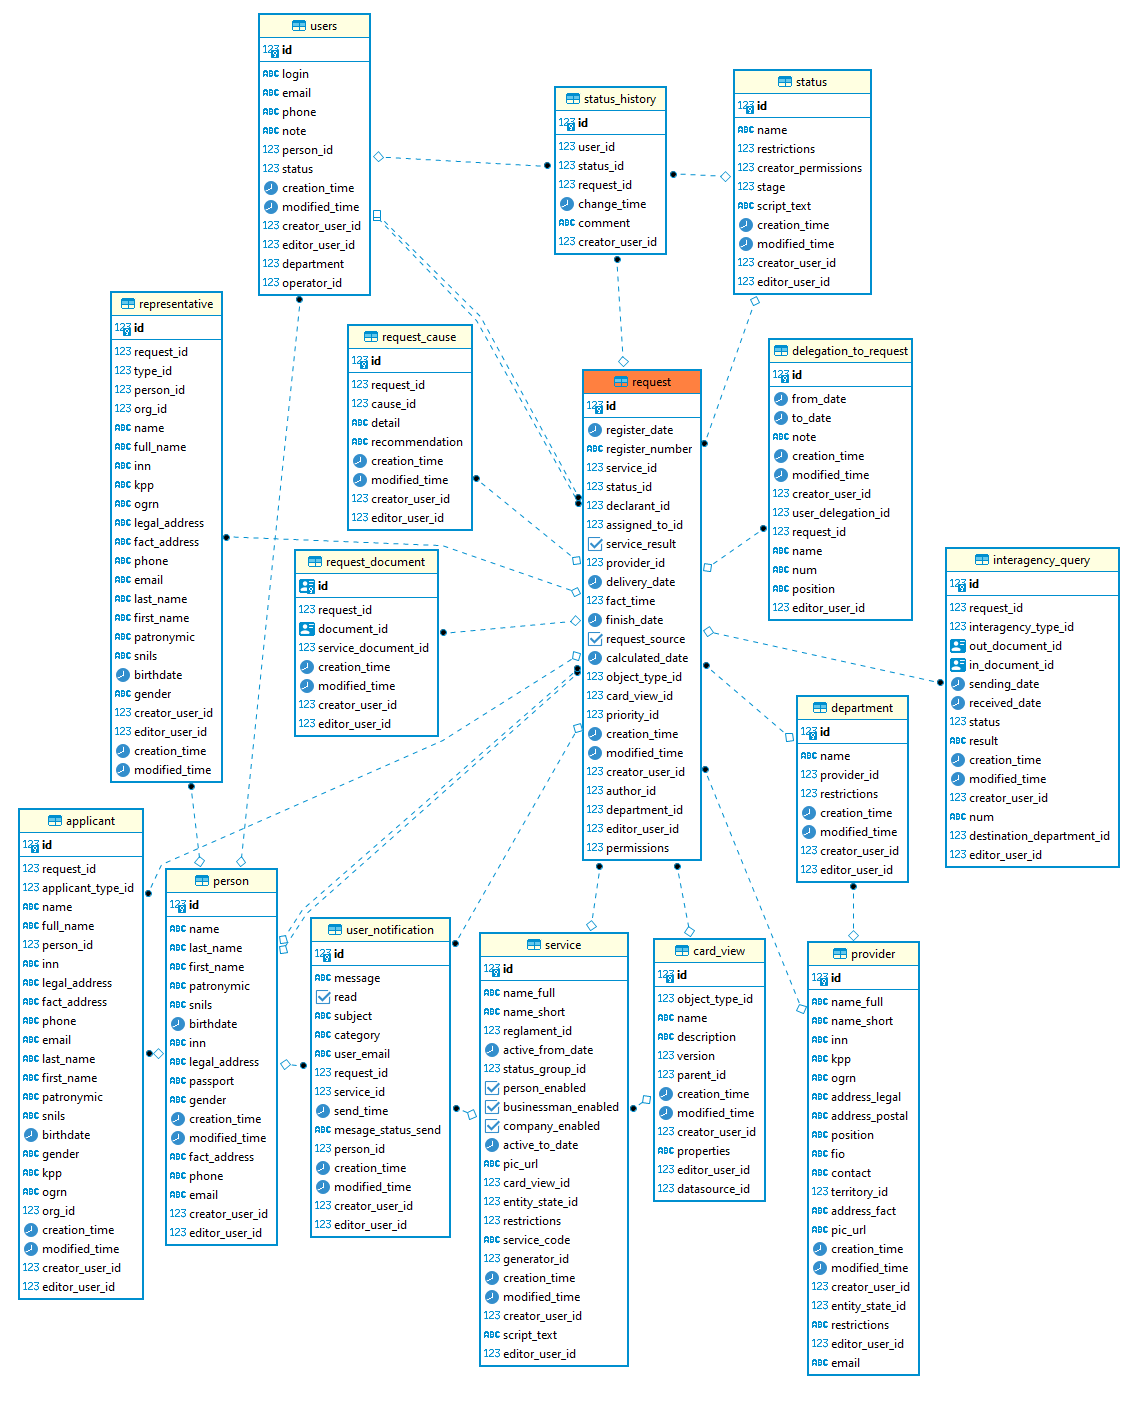 users
id
login
email
phone
note
person_id
status
creation_time
modified_time
creator_user_id
editor_user_id
department
operator_id
status_history
id
user_id
status_id
request_id
change_time
comment
creator_user_id
status
id
name
restrictions
creator_permissions
stage
script_text
creation_time
modified_time
creator_user_id
editor_user_id
representative
id
request_id
type_id
person_id
org_id
name
full_name
inn
kpp
ogrn
legal_address
fact_address
phone
email
last_name
first_name
patronymic
snils
birthdate
gender
creator_user_id
editor_user_id
creation_time
modified_time
request_cause
id
request_id
cause_id
detail
recommendation
creation_time
modified_time
creator_user_id
editor_user_id
request
id
register_date
register_number
service_id
status_id
declarant_id
assigned_to_id
service_result
provider_id
delivery_date
fact_time
finish_date
request_source
calculated_date
object_type_id
card_view_id
priority_id
creation_time
modified_time
creator_user_id
author_id
department_id
editor_user_id
permissions
delegation_to_request
id
from_date
to_date
note
creation_time
modified_time
creator_user_id
user_delegation_id
request_id
name
num
position
editor_user_id
request_document
id
request_id
document_id
service_document_id
creation_time
modified_time
creator_user_id
editor_user_id
interagency_query
id
request_id
interagency_type_id
out_document_id
in_document_id
sending_date
received_date
status
result
creation_time
modified_time
creator_user_id
num
destination_department_id
editor_user_id
department
id
name
provider_id
restrictions
creation_time
modified_time
creator_user_id
editor_user_id
applicant
id
request_id
applicant_type_id
name
full_name
person_id
inn
legal_address
fact_address
phone
email
last_name
first_name
patronymic
snils
birthdate
gender
kpp
ogrn
org_id
creation_time
modified_time
creator_user_id
editor_user_id
person
id
name
last_name
first_name
patronymic
snils
birthdate
inn
legal_address
passport
gender
creation_time
modified_time
fact_address
phone
email
creator_user_id
editor_user_id
user_notification
id
message
read
subject
category
user_email
request_id
service_id
send_time
mesage_status_send
person_id
creation_time
modified_time
creator_user_id
editor_user_id
service
id
name_full
name_short
reglament_id
active_from_date
status_group_id
person_enabled
businessman_enabled
company_enabled
active_to_date
pic_url
card_view_id
entity_state_id
restrictions
service_code
generator_id
creation_time
modified_time
creator_user_id
script_text
editor_user_id
card_view
id
object_type_id
name
description
version
parent_id
creation_time
modified_time
creator_user_id
properties
editor_user_id
datasource_id
provider
id
name_full
name_short
inn
kpp
ogrn
address_legal
address_postal
position
fio
contact
territory_id
address_fact
pic_url
creation_time
modified_time
creator_user_id
entity_state_id
restrictions
editor_user_id
email